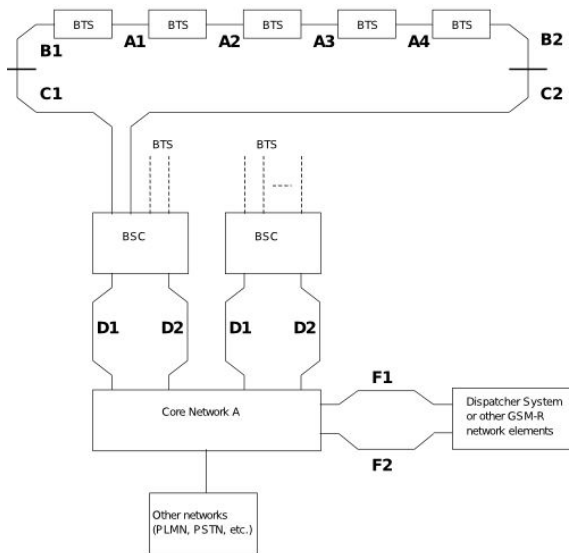 BTS BTS BTS BTS BTS
B1 A1 A2 A3 A4 B2
C1 C2
BTS BTS
BSC BSC
D1 D2 D1 D2
F1
Core Network A
Dispatcher System
or other GSM-R
network elements
F2
Other networks
(PLMN, PSTN, etc.)